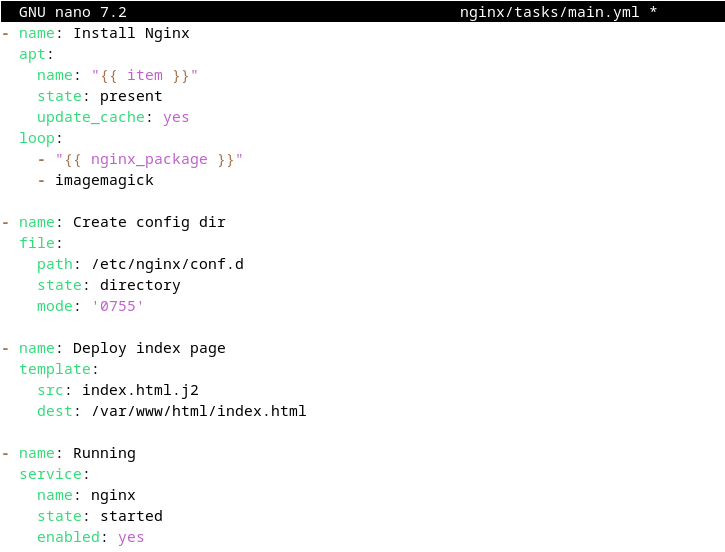 GNU nano 7.2 nginx/tasks/main.yml *
- name: Install Nginx
  apt:
    name: "{{ item }}"
    state: present
    update_cache: yes
  loop:
    - "{{ nginx_package }}"
    - imagemagick

- name: Create config dir
  file:
    path: /etc/nginx/conf.d
    state: directory
    mode: '0755'

- name: Deploy index page
  template:
    src: index.html.j2
    dest: /var/www/html/index.html

- name: Running
  service:
    name: nginx
    state: started
    enabled: yes